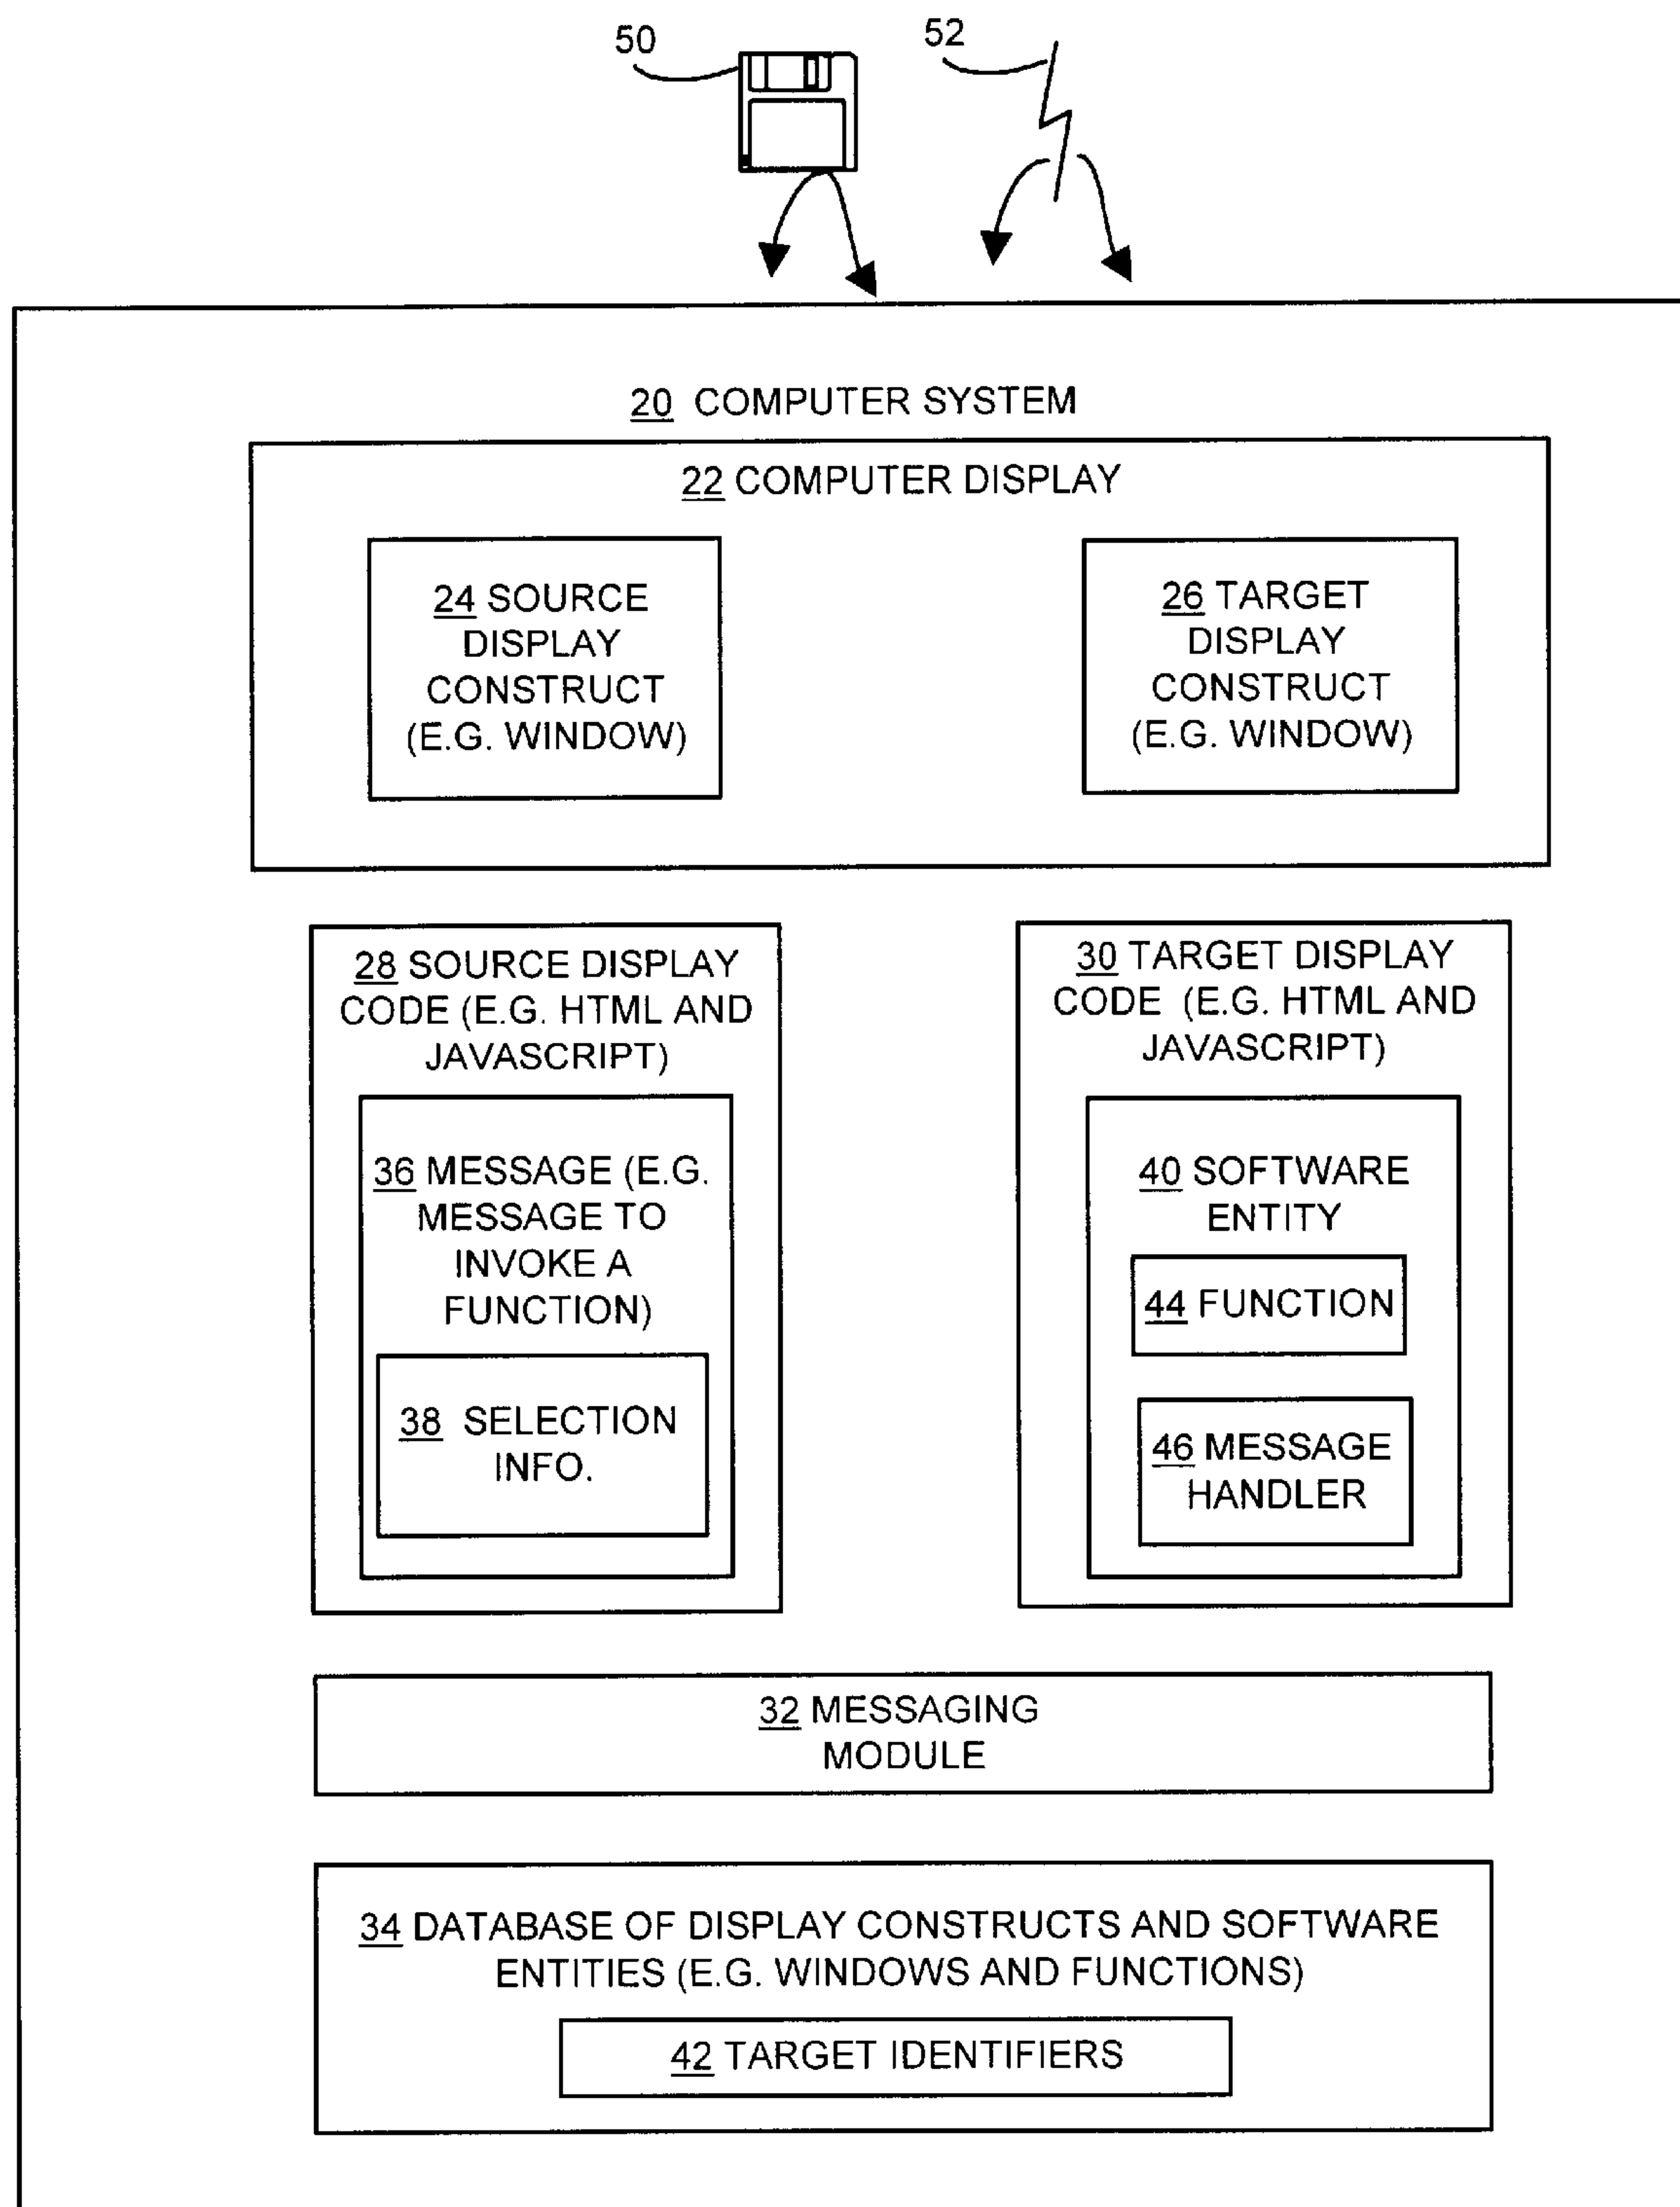 50
52
20 COMPUTER SYSTEM
22 COMPUTER DISPLAY
24 SOURCE
DISPLAY
CONSTRUCT
(E.G. WINDOW)
26 TARGET
DISPLAY
CONSTRUCT
(E.G. WINDOW)
28 SOURCE DISPLAY
CODE (E.G. HTML AND
JAVASCRIPT)
36 MESSAGE (E.G.
MESSAGE TO
INVOKE A
FUNCTION)
38 SELECTION
INFO.
30 TARGET DISPLAY
CODE (E.G. HTML AND
JAVASCRIPT)
40 SOFTWARE
ENTITY
44 FUNCTION
46 MESSAGE
HANDLER
32 MESSAGING
MODULE
34 DATABASE OF DISPLAY CONSTRUCTS AND SOFTWARE
ENTITIES (E.G. WINDOWS AND FUNCTIONS)
42 TARGET IDENTIFIERS